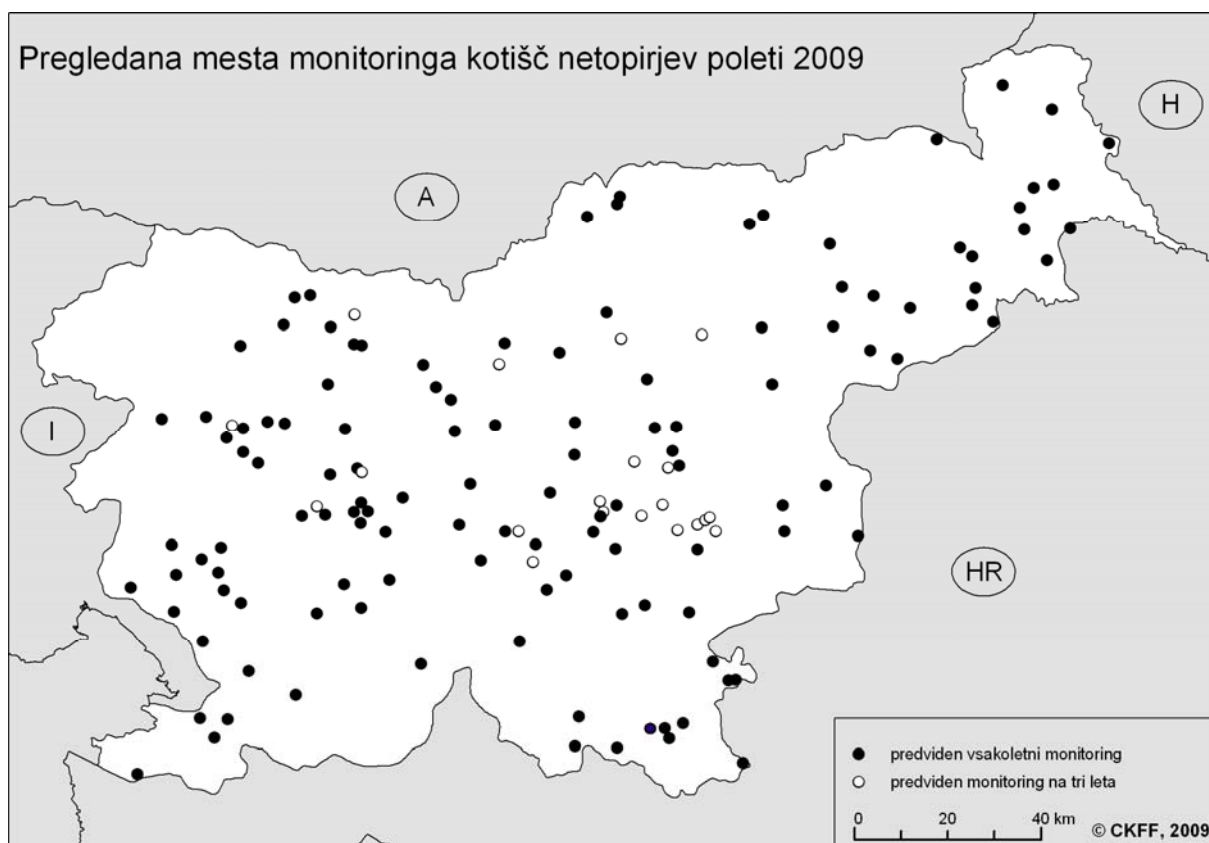 Pregledana mesta monitoringa kotišč netopirjev poleti 2009
H
A
I
HR
predviden vsakoletni monitoring
predviden monitoring na tri leta
0 20 40 km
© CKFF, 2009